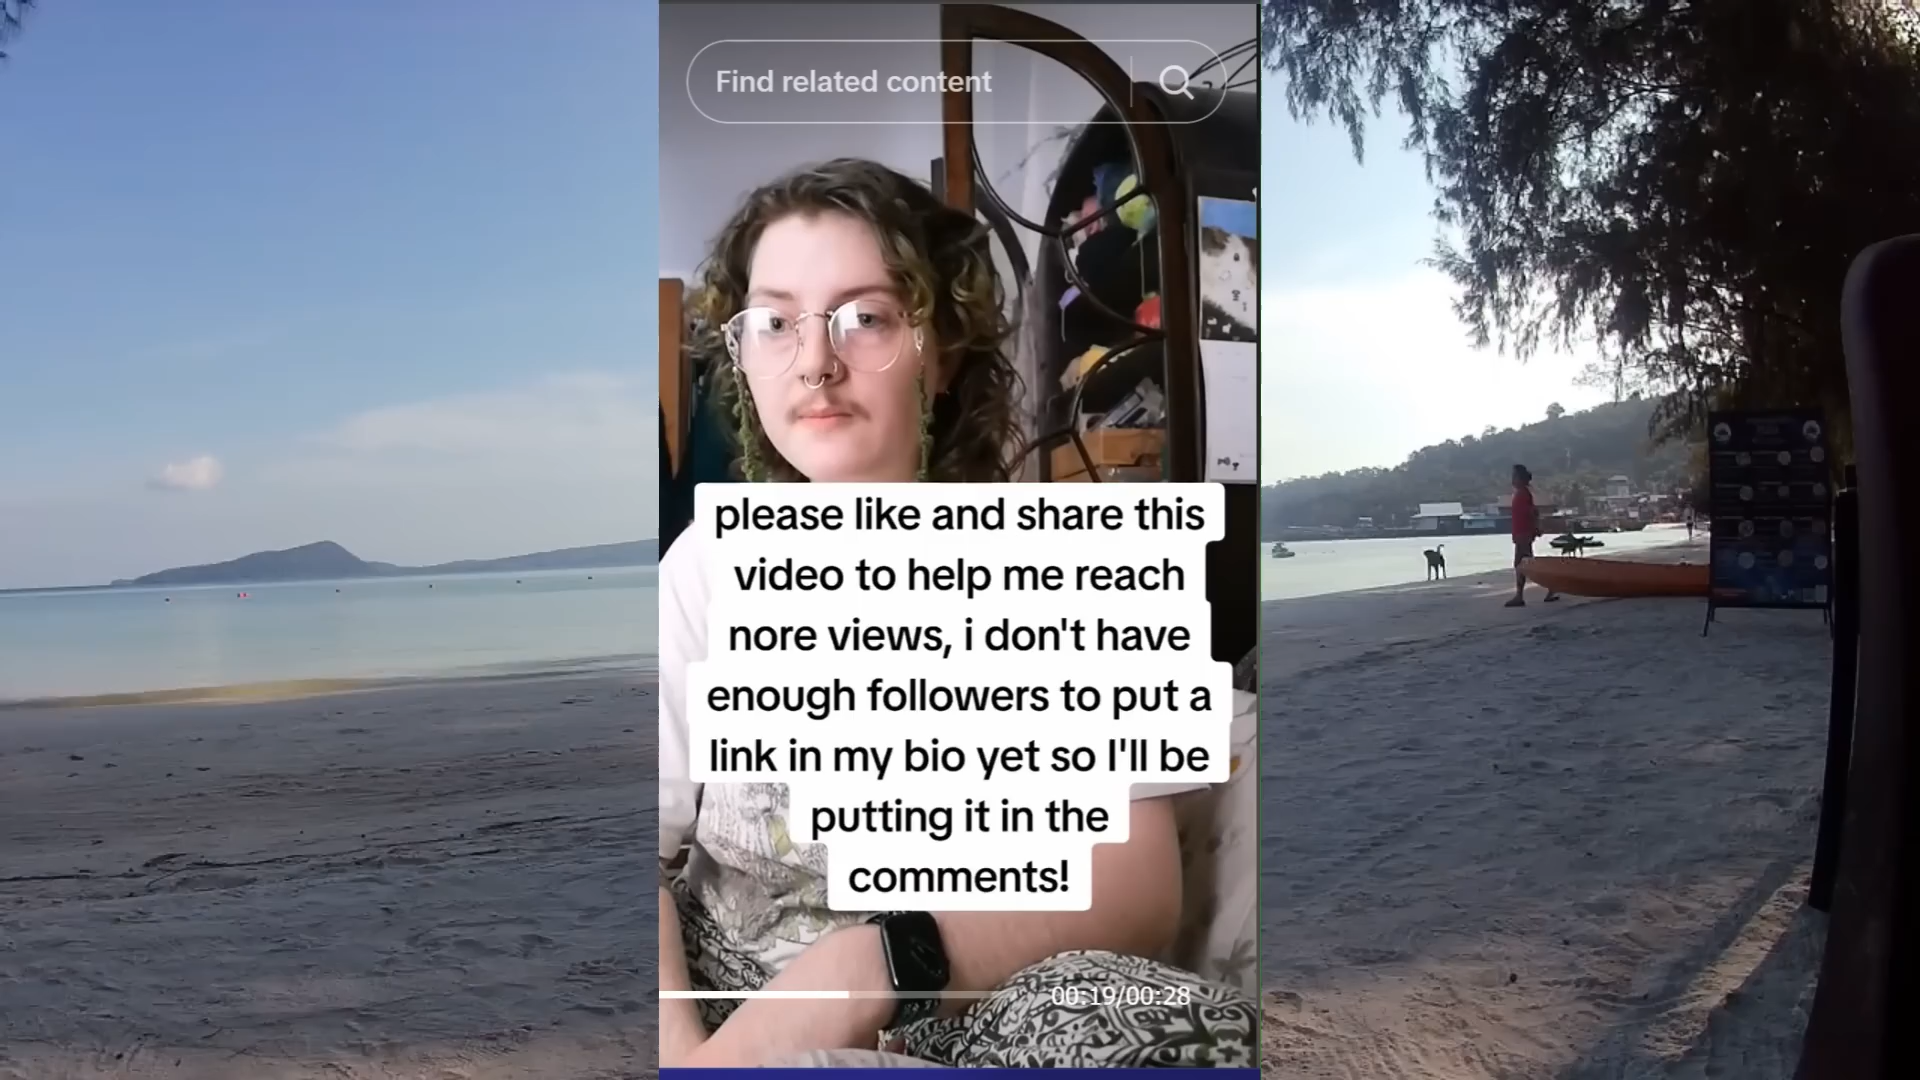 Find related content
please like and share this
video to help me reach
nore views, i don't have
enough followers to put a
link in my bio yet so I'll be
putting it in the
comments!
00:19/00:28